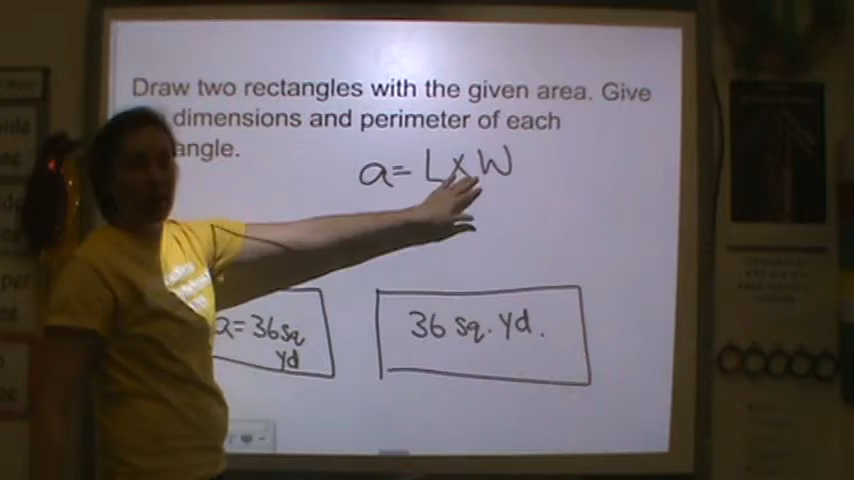 Draw two rectangles with the given area. Give
dimensions and perimeter of each
angle.
a= L x W
a=36 sq
yd
36 sq. yd.